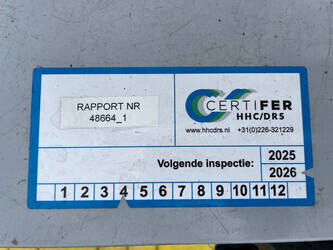 RAPPORT NR
48664_1
CERTIFER
HHC/DRS
www.hhcdrs.nl +31(0)226-321229
Volgende inspectie:
2025
2026
1 2 3 4 5 6 7 8 9 10 11 12